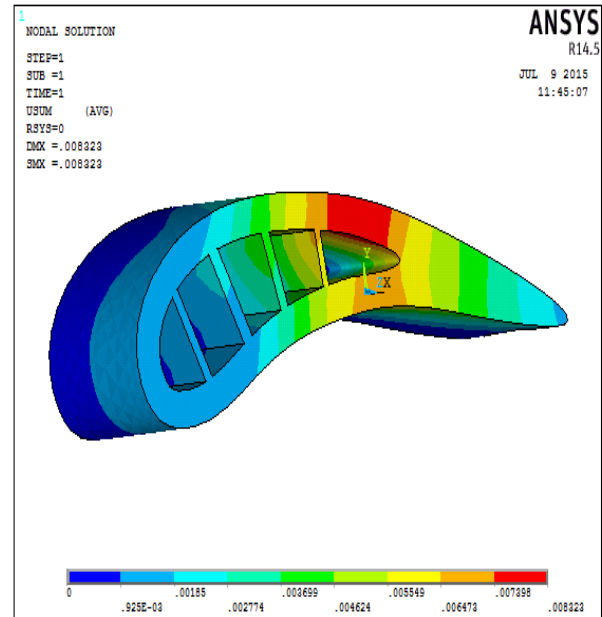 1
NODAL SOLUTION
STEP=1
SUB =1
TIME=1
USUM (AVG)
RSYS=0
DMX =.008323
SMX =.008323
ANSYS
R14.5
JUL 9 2015
11:45:07
Y
Z X
0 .00185 .003699 .005549 .007398
.925E-03 .002774 .004624 .006473 .008323